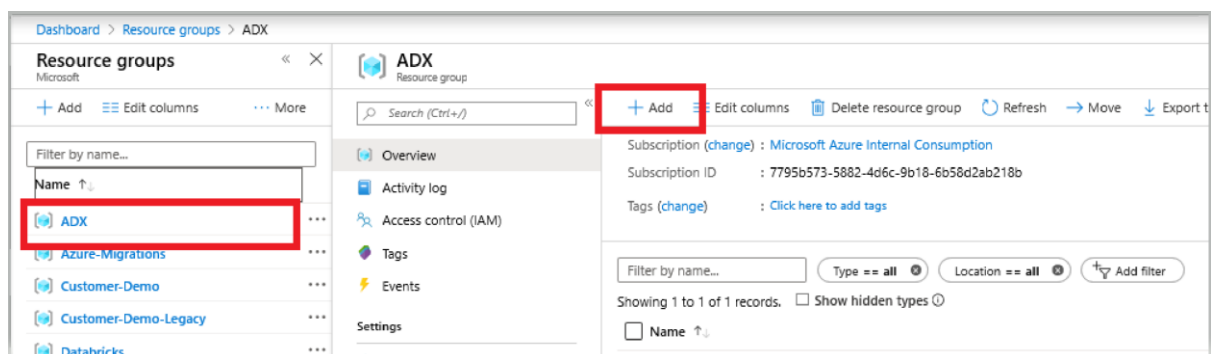 Dashboard > Resource groups > ADX
Resource groups
Microsoft
Add Edit columns ··· More
Filter by name...
Name ↑↓
ADX ···
Azure-Migrations ···
Customer-Demo ···
Customer-Demo-Legacy ···
Databricks ···
ADX
Resource group
Search (Ctrl+/)
Overview
Activity log
Access control (IAM)
Tags
Events
Settings
Add Edit columns Delete resource group Refresh Move Export t
Subscription (change) : Microsoft Azure Internal Consumption
Subscription ID : 7795b573-5882-4d6c-9b18-6b58d2ab218b
Tags (change) : Click here to add tags
Filter by name... Type == all Location == all Add filter
Showing 1 to 1 of 1 records. Show hidden types
Name ↑↓